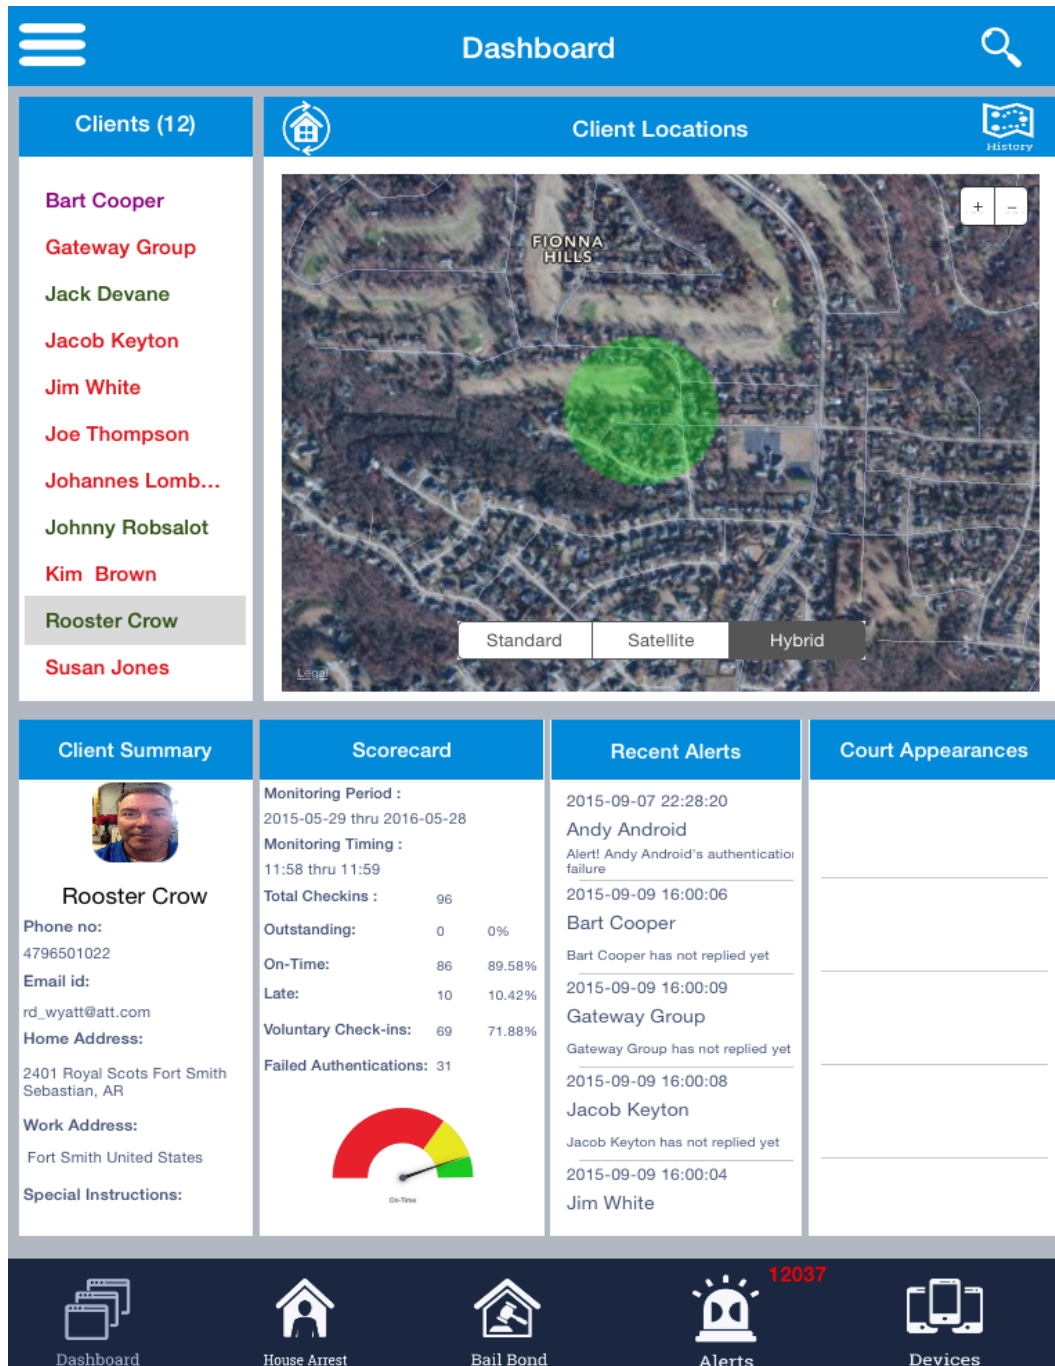 Dashboard
Clients (12)
Client Locations
History
Bart Cooper
Gateway Group
Jack Devane
Jacob Keyton
Jim White
Joe Thompson
Johannes Lomb...
Johnny Robsalot
Kim Brown
Rooster Crow
Susan Jones
FIONNA
HILLS
+ −
Standard Satellite Hybrid
Legal
Client Summary
Rooster Crow
Phone no:
4796501022
Email id:
rd_wyatt@att.com
Home Address:
2401 Royal Scots Fort Smith
Sebastian, AR
Work Address:
Fort Smith United States
Special Instructions:
Scorecard
Monitoring Period :
2015-05-29 thru 2016-05-28
Monitoring Timing :
11:58 thru 11:59
Total Checkins : 96
Outstanding: 0 0%
On-Time: 86 89.58%
Late: 10 10.42%
Voluntary Check-ins: 69 71.88%
Failed Authentications: 31
On-Time
Recent Alerts
2015-09-07 22:28:20
Andy Android
Alert! Andy Android's authentication
failure
2015-09-09 16:00:06
Bart Cooper
Bart Cooper has not replied yet
2015-09-09 16:00:09
Gateway Group
Gateway Group has not replied yet
2015-09-09 16:00:08
Jacob Keyton
Jacob Keyton has not replied yet
2015-09-09 16:00:04
Jim White
Court Appearances
12037
Dashboard
House Arrest
Bail Bond
Alerts
Devices